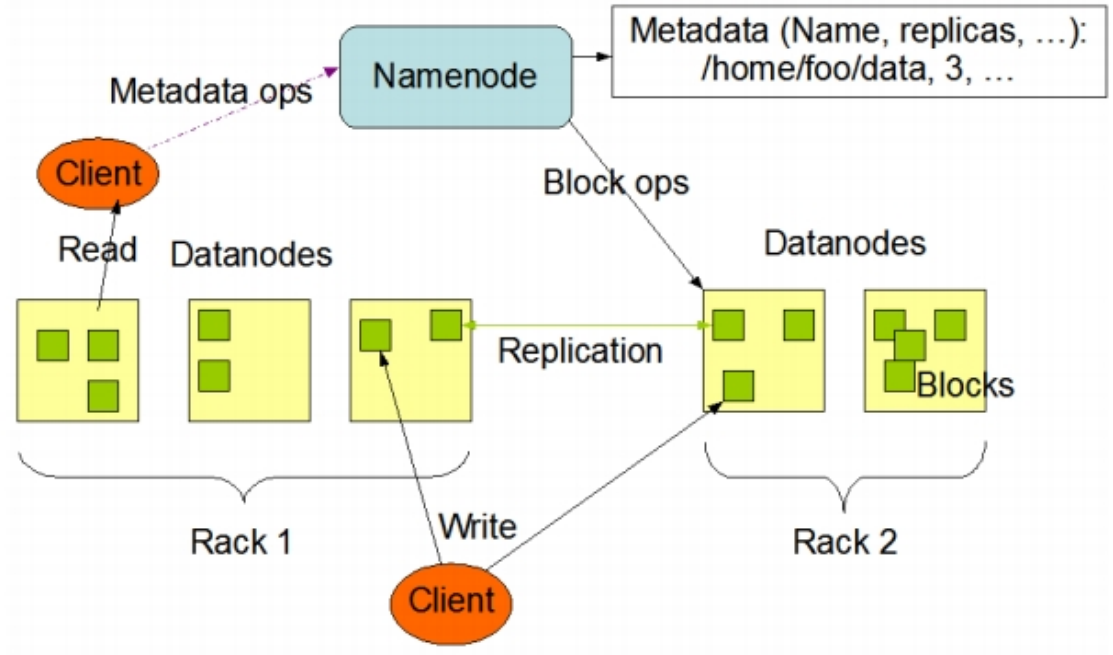 Metadata (Name, replicas, …):
/home/foo/data, 3, …
Namenode
Metadata ops
Client
Block ops
Read
Datanodes
Datanodes
Replication
Blocks
Rack 1
Write
Rack 2
Client